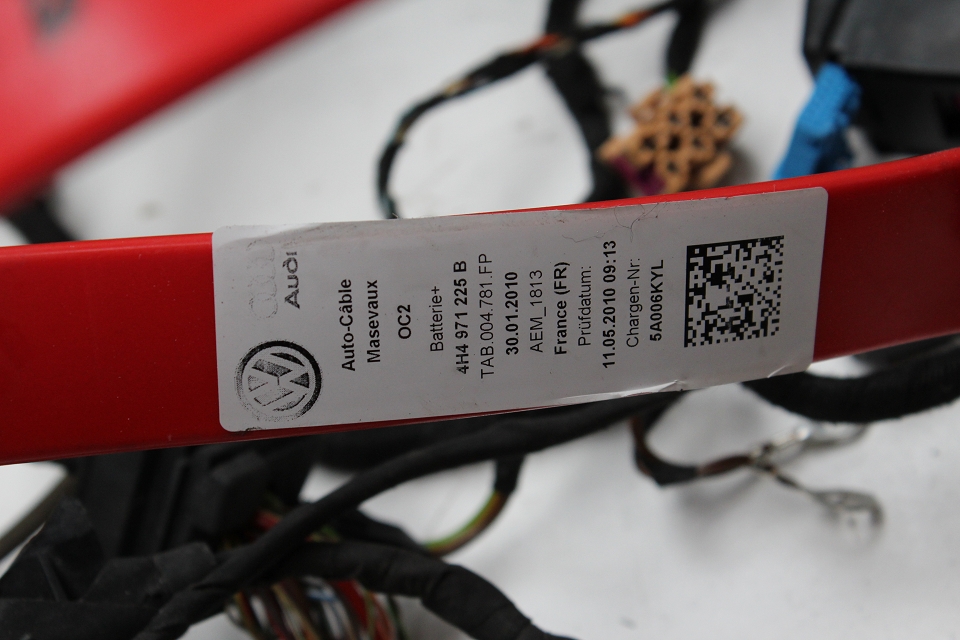 AUDI
Auto-Câble
Masevaux
OC2
Batterie+
4H4 971 225 B
TAB.004.781.FP
30.01.2010
AEM_1813
France (FR)
Prüfdatum:
11.05.2010 09:13
Chargen-Nr:
5A006KYL